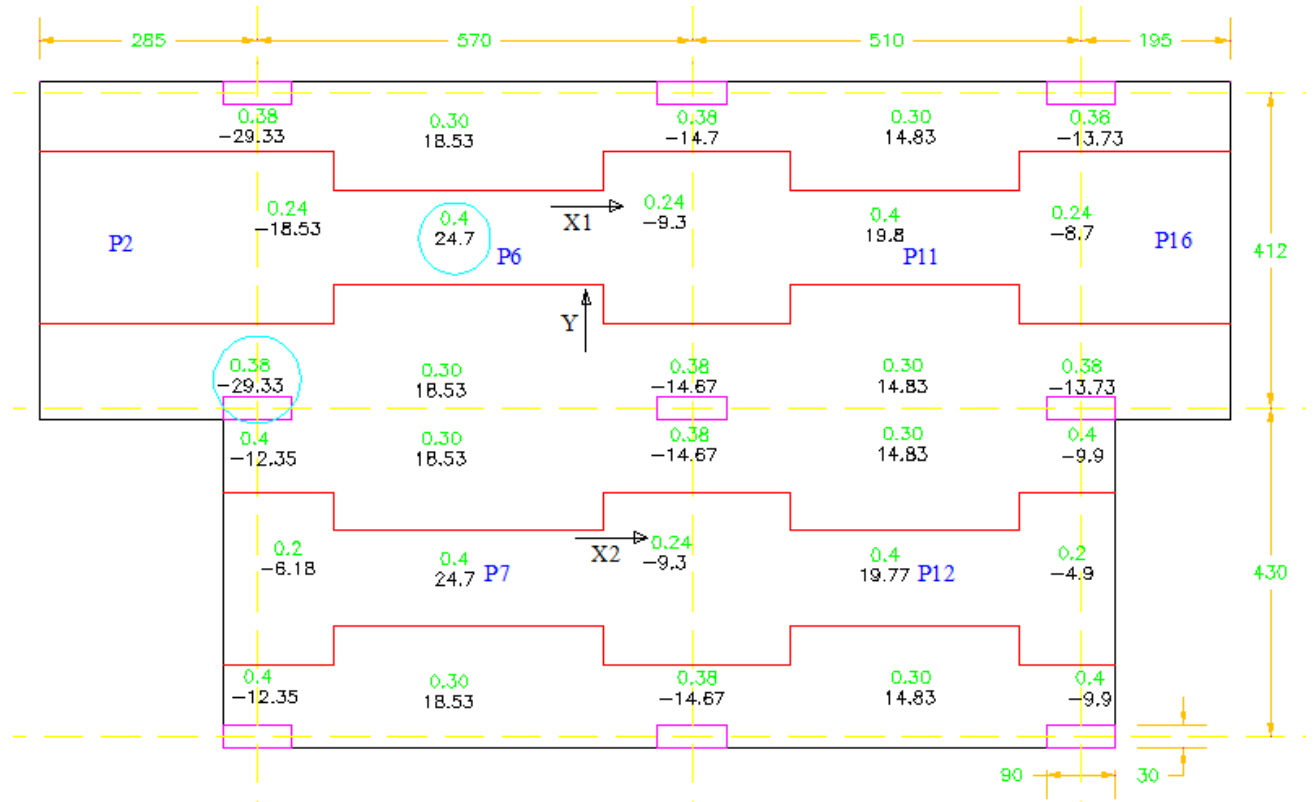 285 570 510 195
0.38 0.30 0.38 0.30 0.38
-29.33 18.53 -14.7 14.83 -13.73
0.24 0.4 0.24 0.4 0.24
-18.53 24.7 -9.3 19.8 -8.7
X1
P2 P6 P11 P16
412
Y
0.38 0.30 0.38 0.30 0.38
-29.33 18.53 -14.67 14.83 -13.73
0.4 0.30 0.38 0.30 0.4
-12.35 18.53 -14.67 14.83 -9.9
0.2 0.4 0.24 0.4 0.2
-6.18 24.7 -9.3 19.77 -4.9
X2
P7 P12
430
0.4 0.30 0.38 0.30 0.4
-12.35 18.53 -14.67 14.83 -9.9
90 30